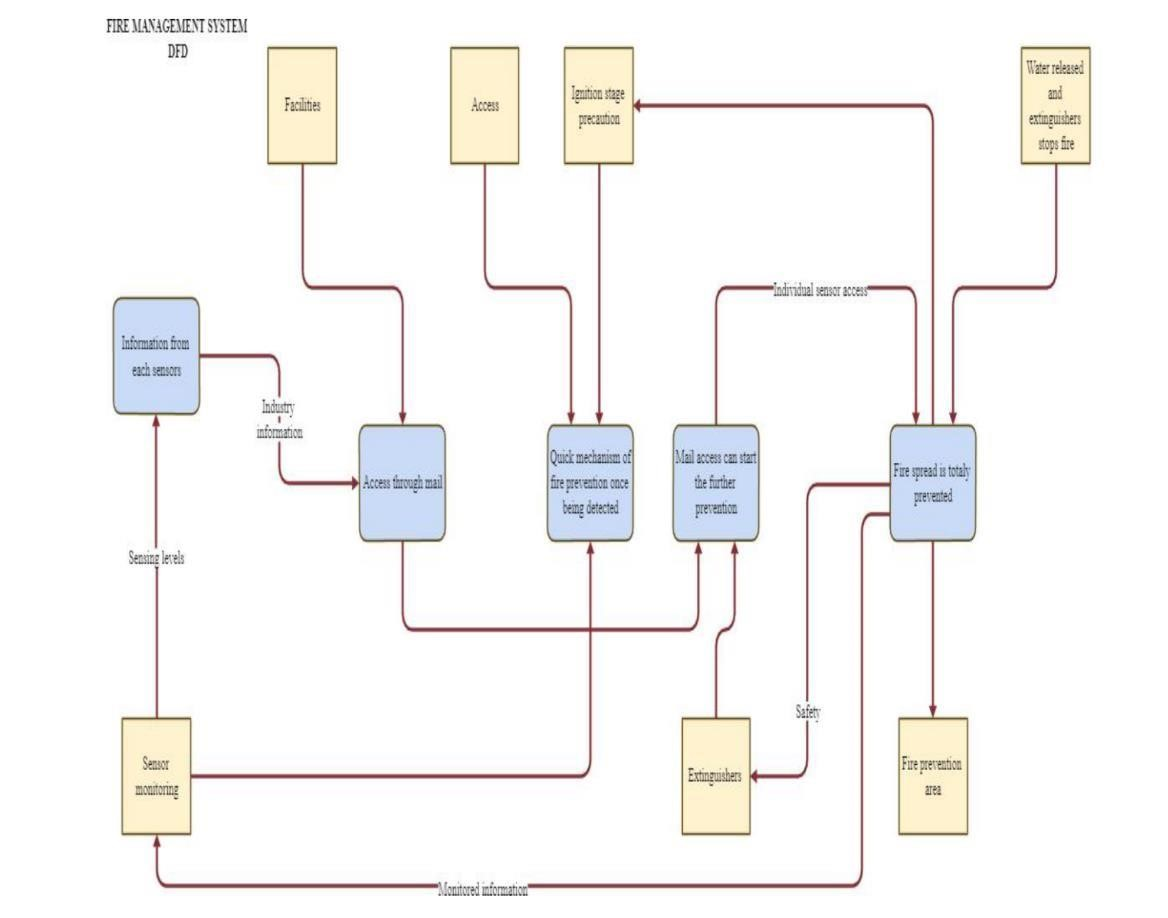 FIRE MANAGEMENT SYSTEM
DFD
Facilities
Access
Ignition stage
precaution
Water released
and
extinguishers
stops fire
Individual sensor access
Information from
each sensors
Industry
information
Access through mail
Quick mechanism of
fire prevention once
being detected
Mail access can start
the further
prevention
Fire spread is totaly
prevented
Sensing levels
Safety
Sensor
monitoring
Extinguishers
Fire prevention
area
Monitored information